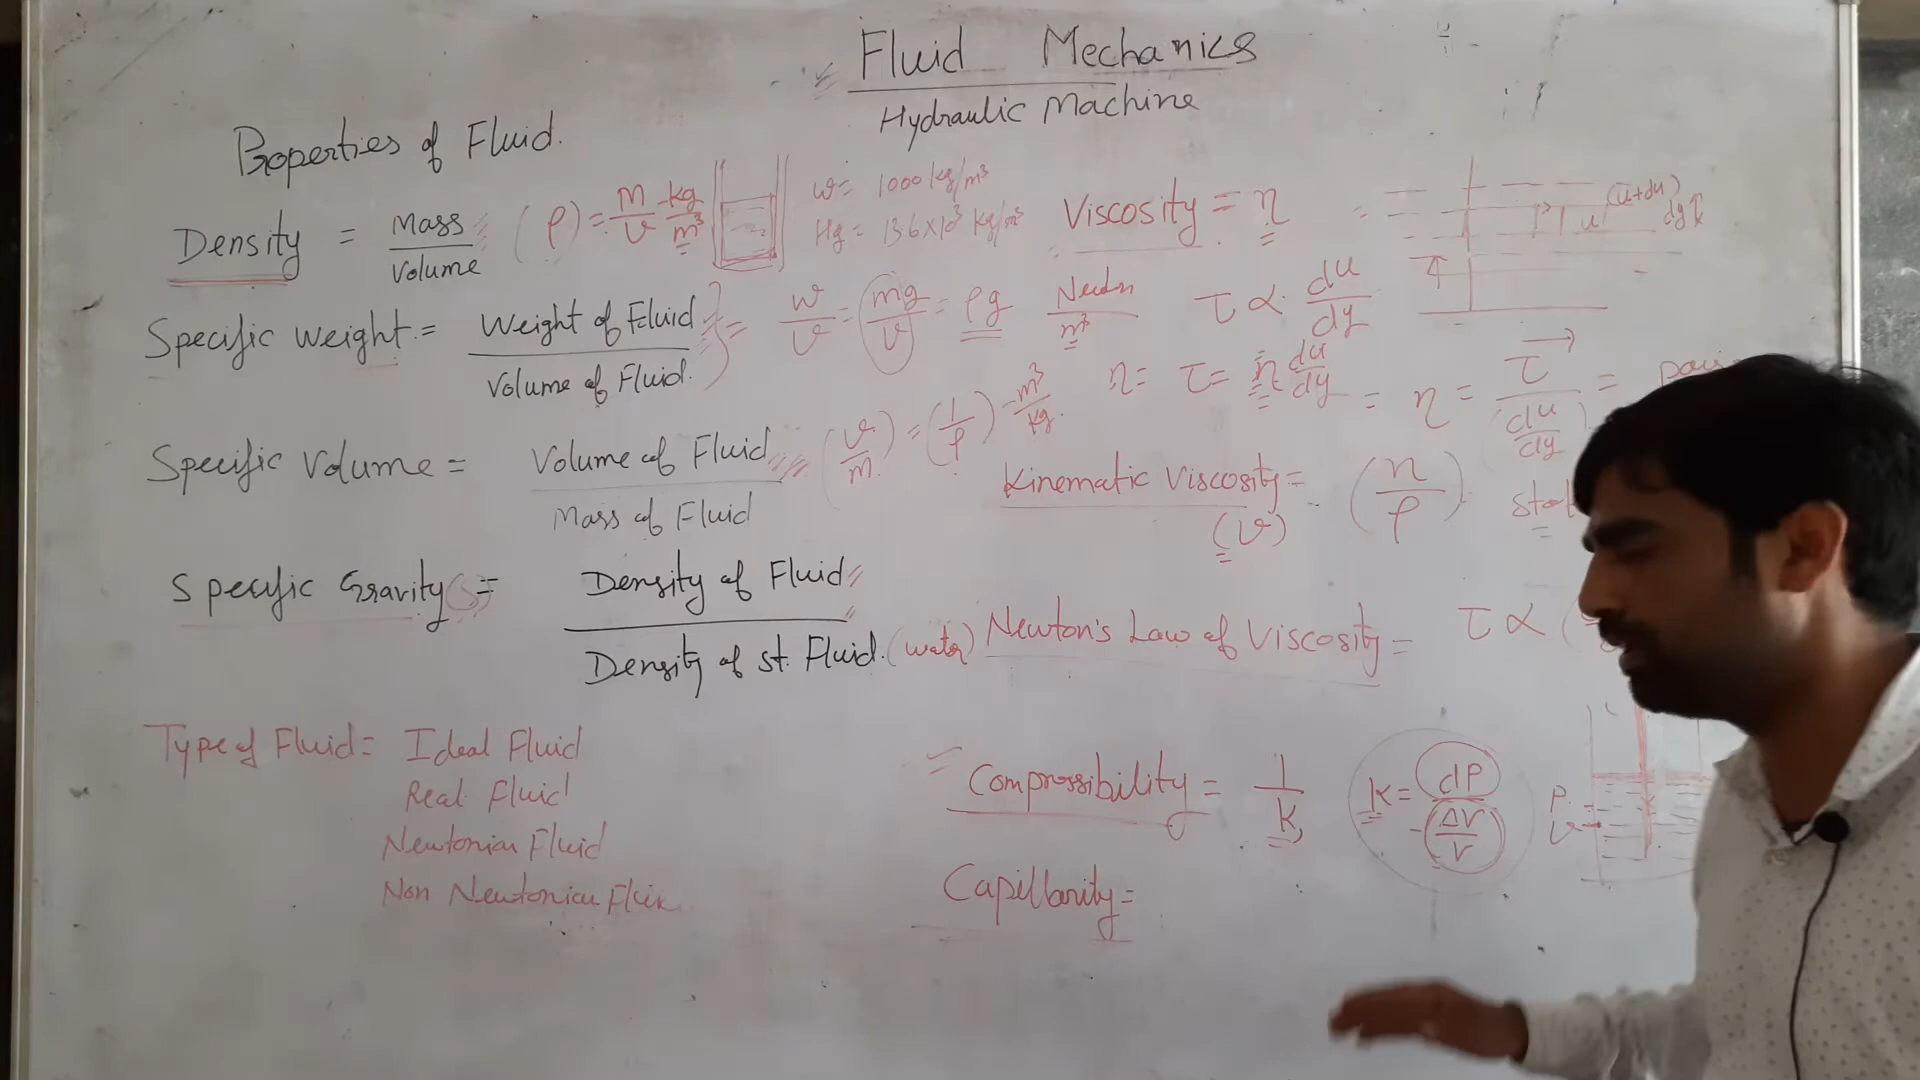 Fluid Mechanics
Hydraulic Machine
Properties of Fluid.
Density = Mass / Volume (ρ) = M/v kg/m³
w = 1000 kg/m³
Hg = 13.6×10³ kg/m³
Specific Weight = Weight of Fluid / Volume of Fluid. = w/v = mg/v = ρg Newton/m³
Specific Volume = Volume of Fluid / Mass of Fluid (v/m) = (1/ρ) - m³/kg.
Specific Gravity (S) = Density of Fluid / Density of st. Fluid. (water)
Type of Fluid = Ideal Fluid
Real Fluid
Newtonian Fluid
Non Newtonian
Viscosity = η
u (u+du) dy
τ ∝ du/dy
η = τ = η du/dy = η = τ / (du/dy) =
Kinematic Viscosity = (η/ρ)
(v)
Newton's Law of Viscosity = τ ∝ (
Compressibility = 1/K K = dP / -(Δv/v)
P
v
Capillarity =